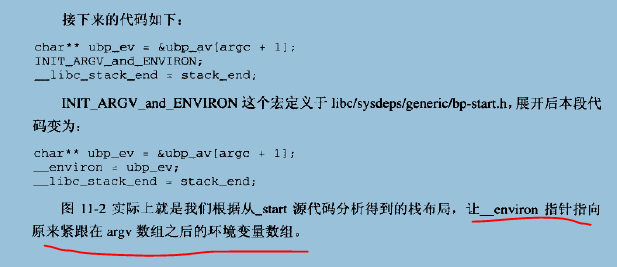 接下来的代码如下：
char** ubp_ev = &ubp_av[argc + 1];
INIT_ARGV_and_ENVIRON;
__libc_stack_end = stack_end;
INIT_ARGV_and_ENVIRON 这个宏定义于 libc/sysdeps/generic/bp-start.h，展开后本段代
码变为：
char** ubp_ev = &ubp_av[argc + 1];
__environ = ubp_ev;
__libc_stack_end = stack_end;
图 11-2 实际上就是我们根据从_start 源代码分析得到的栈布局，让__environ 指针指向
原来紧跟在 argv 数组之后的环境变量数组。